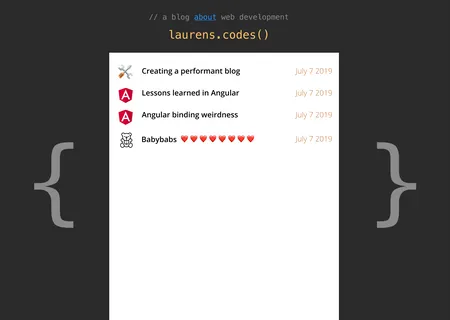 // a blog about web development
laurens.codes()
Creating a performant blog July 7 2019
Lessons learned in Angular July 7 2019
Angular binding weirdness July 7 2019
Babybabs ❤️❤️❤️❤️❤️❤️❤️❤️ July 7 2019
{ }